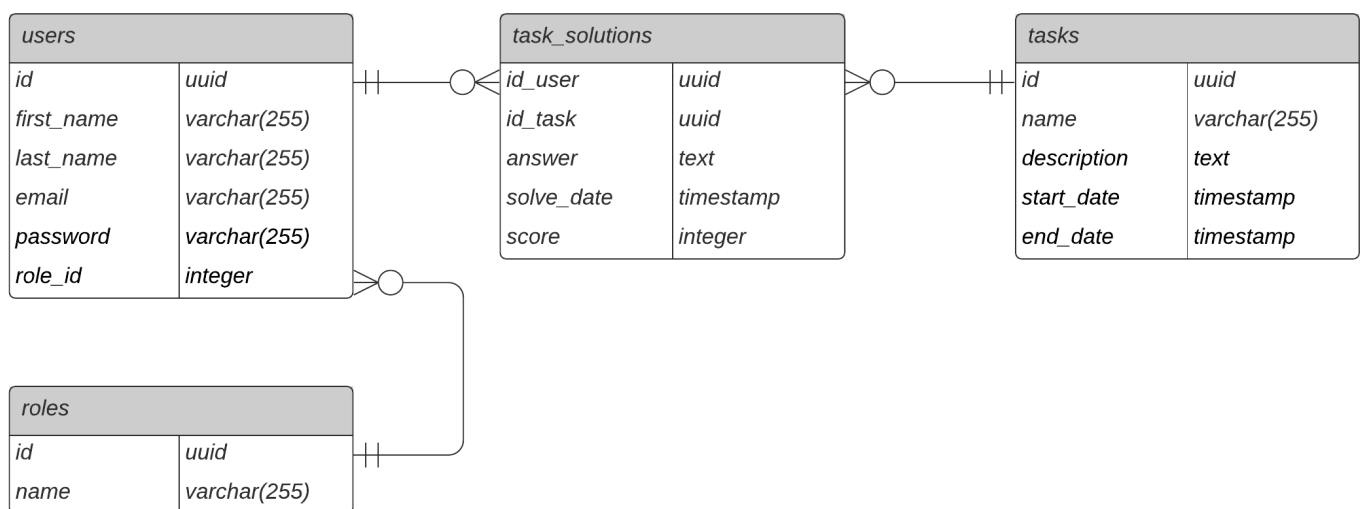 users
id uuid
first_name varchar(255)
last_name varchar(255)
email varchar(255)
password varchar(255)
role_id integer
task_solutions
id_user uuid
id_task uuid
answer text
solve_date timestamp
score integer
tasks
id uuid
name varchar(255)
description text
start_date timestamp
end_date timestamp
roles
id uuid
name varchar(255)